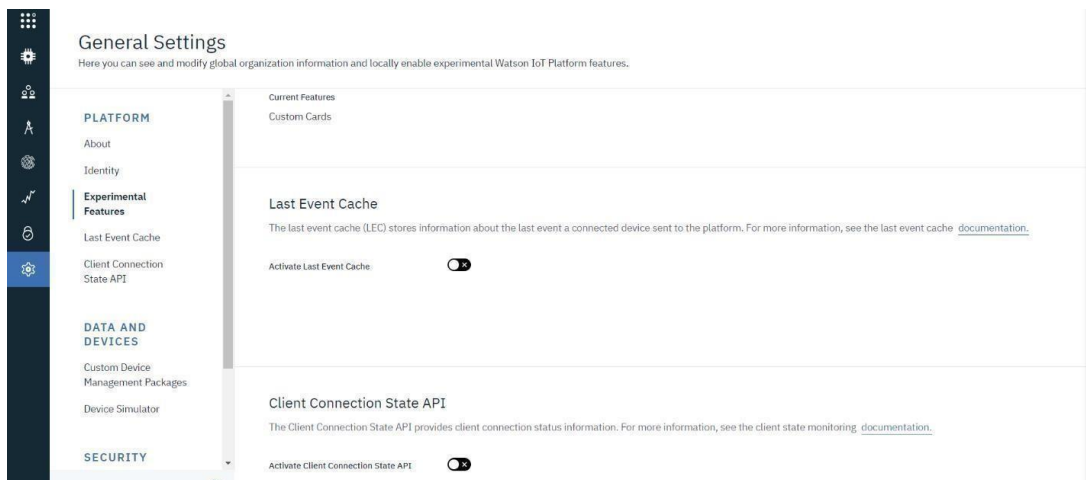 General Settings
Here you can see and modify global organization information and locally enable experimental Watson IoT Platform features.
PLATFORM
About
Identity
Experimental
Features
Last Event Cache
Client Connection
State API
DATA AND
DEVICES
Custom Device
Management Packages
Device Simulator
SECURITY
Current Features
Custom Cards
Last Event Cache
The last event cache (LEC) stores information about the last event a connected device sent to the platform. For more information, see the last event cache documentation.
Activate Last Event Cache
Client Connection State API
The Client Connection State API provides client connection status information. For more information, see the client state monitoring documentation.
Activate Client Connection State API